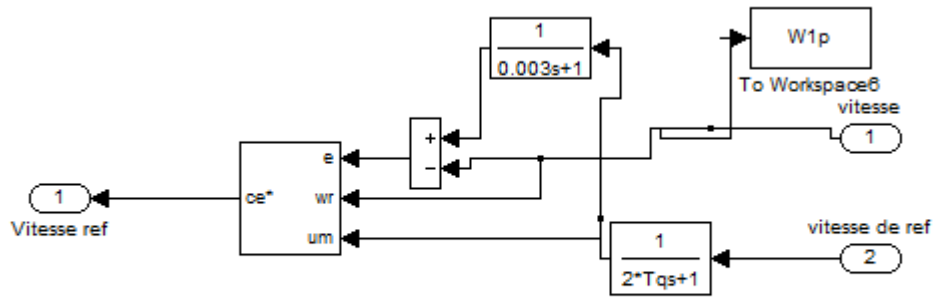 1
0.003s+1
W1p
To Workspace6
vitesse
1
+
−
e
ce*
wr
um
1
Vitesse ref
1
2*Tqs+1
vitesse de ref
2